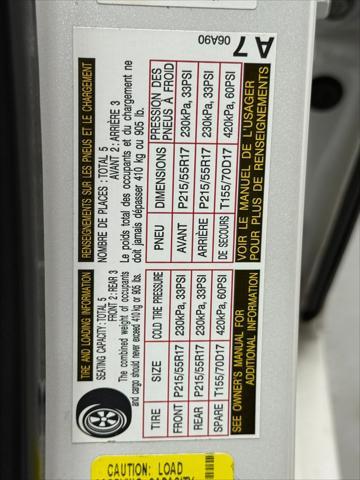 TIRE AND LOADING INFORMATION
SEATING CAPACITY : TOTAL 5
FRONT 2 : REAR 3
The combined weight of occupants
and cargo should never exceed 410 kg or 905 lbs.
TIRE SIZE COLD TIRE PRESSURE
FRONT P215/55R17 230kPa, 33PSI
REAR P215/55R17 230kPa, 33PSI
SPARE T155/70D17 420kPa, 60PSI
SEE OWNER'S MANUAL FOR
ADDITIONAL INFORMATION
RENSEIGNEMENTS SUR LES PNEUS ET LE CHARGEMENT
NOMBRE DE PLACES : TOTAL 5
AVANT 2 : ARRIÈRE 3
Le poids total des occupants et du chargement ne
doit jamais dépasser 410 kg ou 905 lb.
PNEU DIMENSIONS PRESSION DES
PNEUS À FROID
AVANT P215/55R17 230kPa, 33PSI
ARRIÈRE P215/55R17 230kPa, 33PSI
DE SECOURS T155/70D17 420kPa, 60PSI
VOIR LE MANUEL DE L'USAGER
POUR PLUS DE RENSEIGNEMENTS
A7
06A90
CAUTION: LOAD